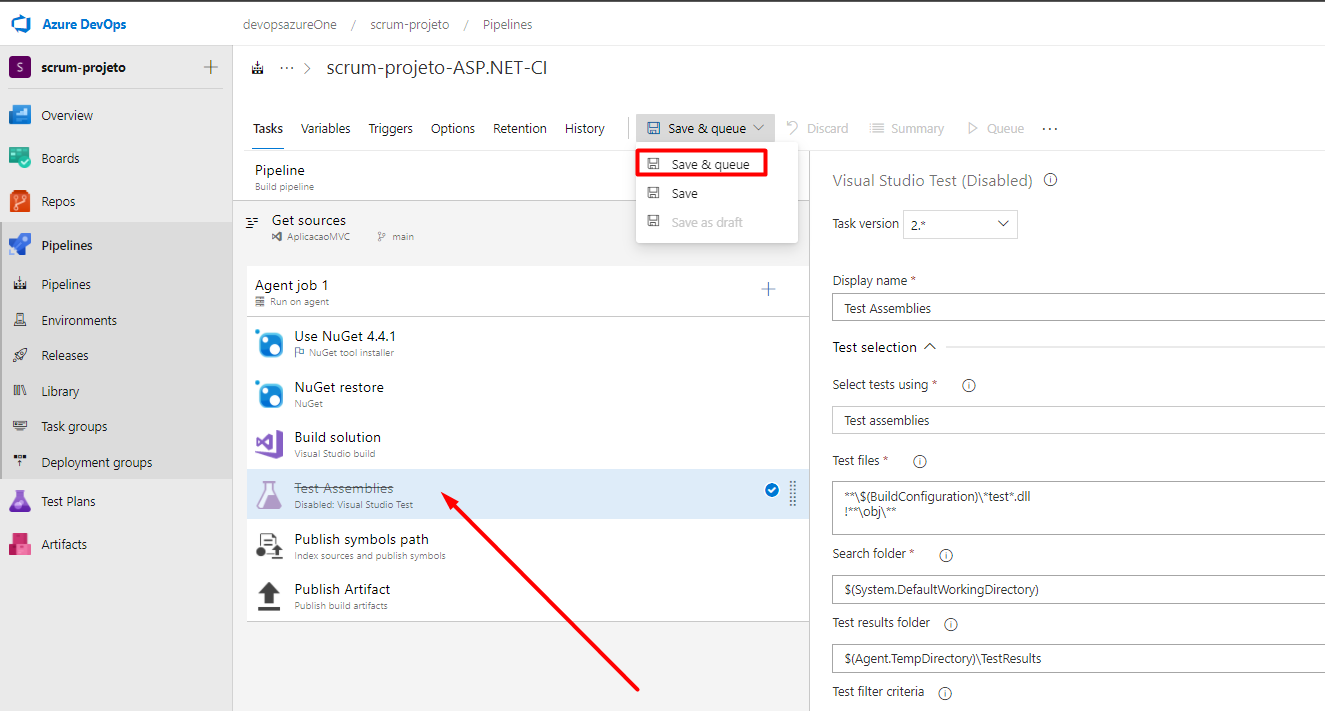 Azure DevOps
devopsazureOne / scrum-projeto / Pipelines
S scrum-projeto
Overview
Boards
Repos
Pipelines
Pipelines
Environments
Releases
Library
Task groups
Deployment groups
Test Plans
Artifacts
scrum-projeto-ASP.NET-CI
Tasks Variables Triggers Options Retention History
Save & queue Discard Summary Queue
Save & queue
Save
Save as draft
Pipeline
Build pipeline
Get sources
AplicacaoMVC main
Agent job 1
Run on agent
Use NuGet 4.4.1
NuGet tool installer
NuGet restore
NuGet
Build solution
Visual Studio build
Test Assemblies
Disabled: Visual Studio Test
Publish symbols path
Index sources and publish symbols
Publish Artifact
Publish build artifacts
Visual Studio Test (Disabled)
Task version 2.*
Display name *
Test Assemblies
Test selection
Select tests using *
Test assemblies
Test files *
**\$(BuildConfiguration)\*test*.dll
!**\obj\**
Search folder *
$(System.DefaultWorkingDirectory)
Test results folder
$(Agent.TempDirectory)\TestResults
Test filter criteria